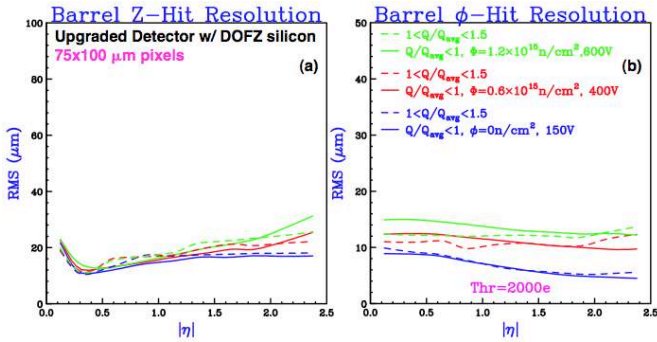 Barrel Z-Hit Resolution
Upgraded Detector w/ DOFZ silicon
75x100 μm pixels
(a)
RMS (μm)
100
80
60
40
20
0
0.0 0.5 1.0 1.5 2.0 2.5
|η|
Barrel ϕ-Hit Resolution
(b)
1<Q/Qavg<1.5
Q/Qavg<1, Φ=1.2×10¹⁵n/cm²,600V
1<Q/Qavg<1.5
Q/Qavg<1, Φ=0.6×10¹⁵n/cm², 400V
1<Q/Qavg<1.5
Q/Qavg<1, ϕ=0n/cm², 150V
RMS (μm)
50
40
30
20
10
0
Thr=2000e
0.0 0.5 1.0 1.5 2.0 2.5
|η|